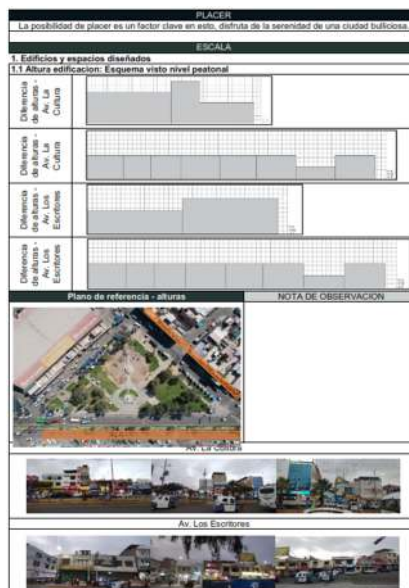 PLACER
La posibilidad de placer es un factor clave en esto, disfruta de la serenidad de una ciudad bulliciosa.
ESCALA
1. Edificios y espacios diseñados
1.1 Altura edificacion: Esquema visto nivel peatonal
Diferencia
de alturas -
Av. La
Cultura
Diferencia
de alturas -
Av. La
Cultura
Diferencia
de alturas -
Av. Los
Escritores
Diferencia
de alturas -
Av. Los
Escritores
Plano de referencia - alturas
NOTA DE OBSERVACION
Av. La Cultura
Av. Los Escritores